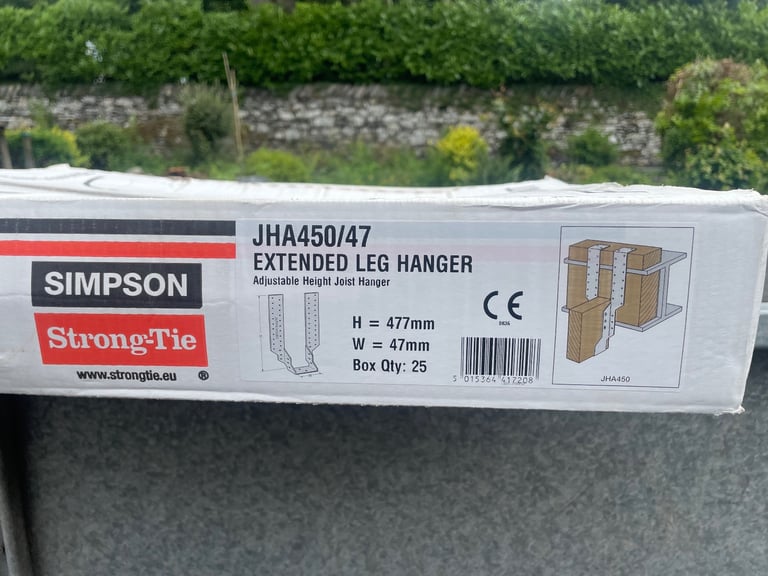 SIMPSON
Strong-Tie
www.strongtie.eu ®
JHA450/47
EXTENDED LEG HANGER
Adjustable Height Joist Hanger
H = 477mm
W = 47mm
Box Qty: 25
CE
0826
5 015364 417208
JHA450